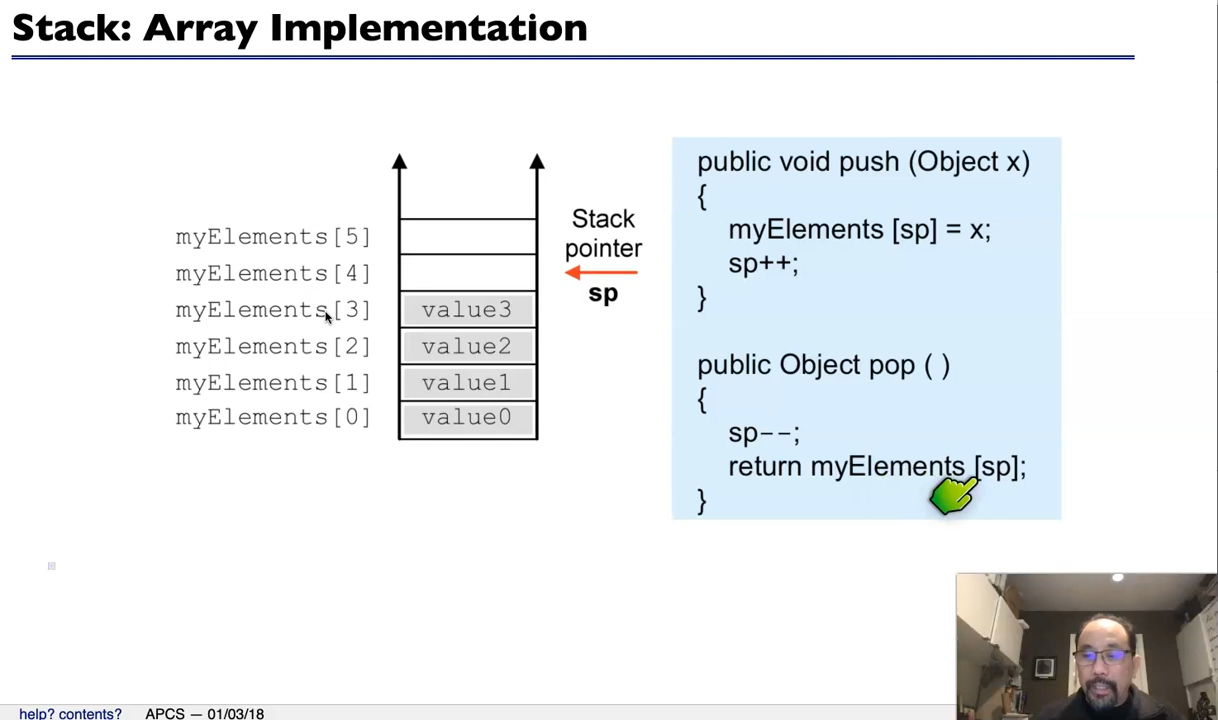 Stack: Array Implementation
myElements[5]
myElements[4]
myElements[3]
myElements[2]
myElements[1]
myElements[0]
value3
value2
value1
value0
Stack
pointer
sp
public void push (Object x)
{
myElements [sp] = x;
sp++;
}
public Object pop ( )
{
sp--;
return myElements [sp];
}
help? contents? APCS — 01/03/18